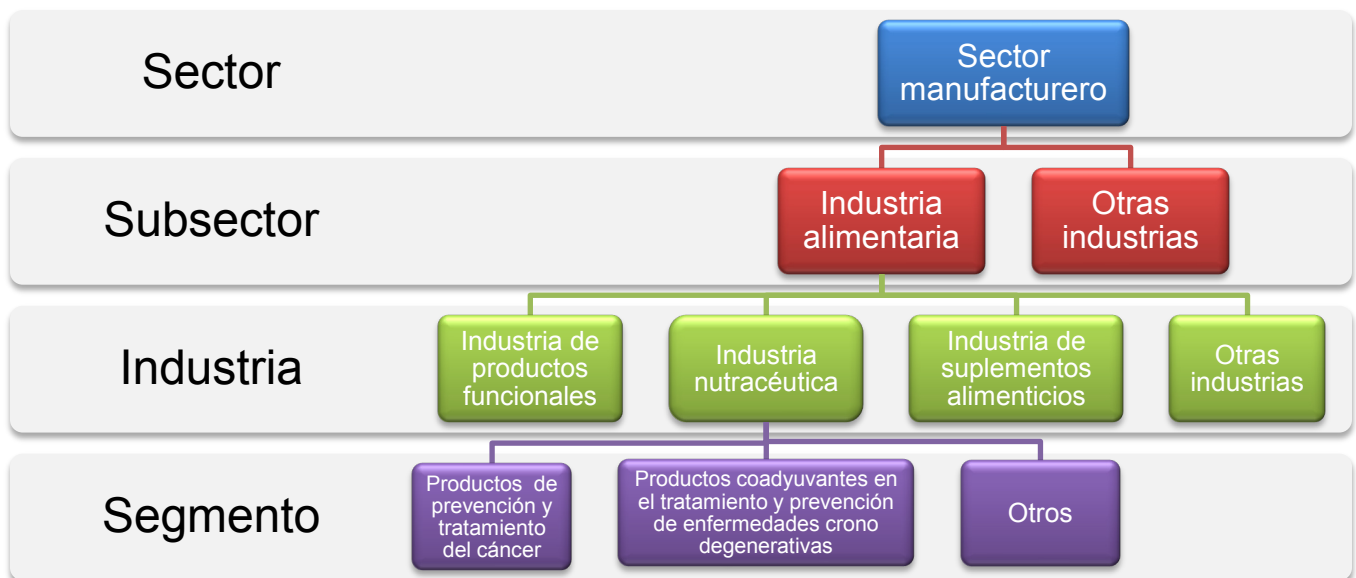 Sector
Sector
manufacturero
Subsector
Industria
alimentaria
Otras
industrias
Industria
Industria de
productos
funcionales
Industria
nutracéutica
Industria de
suplementos
alimenticios
Otras
industrias
Segmento
Productos de
prevención y
tratamiento
del cáncer
Productos coadyuvantes en
el tratamiento y prevención
de enfermedades crono
degenerativas
Otros